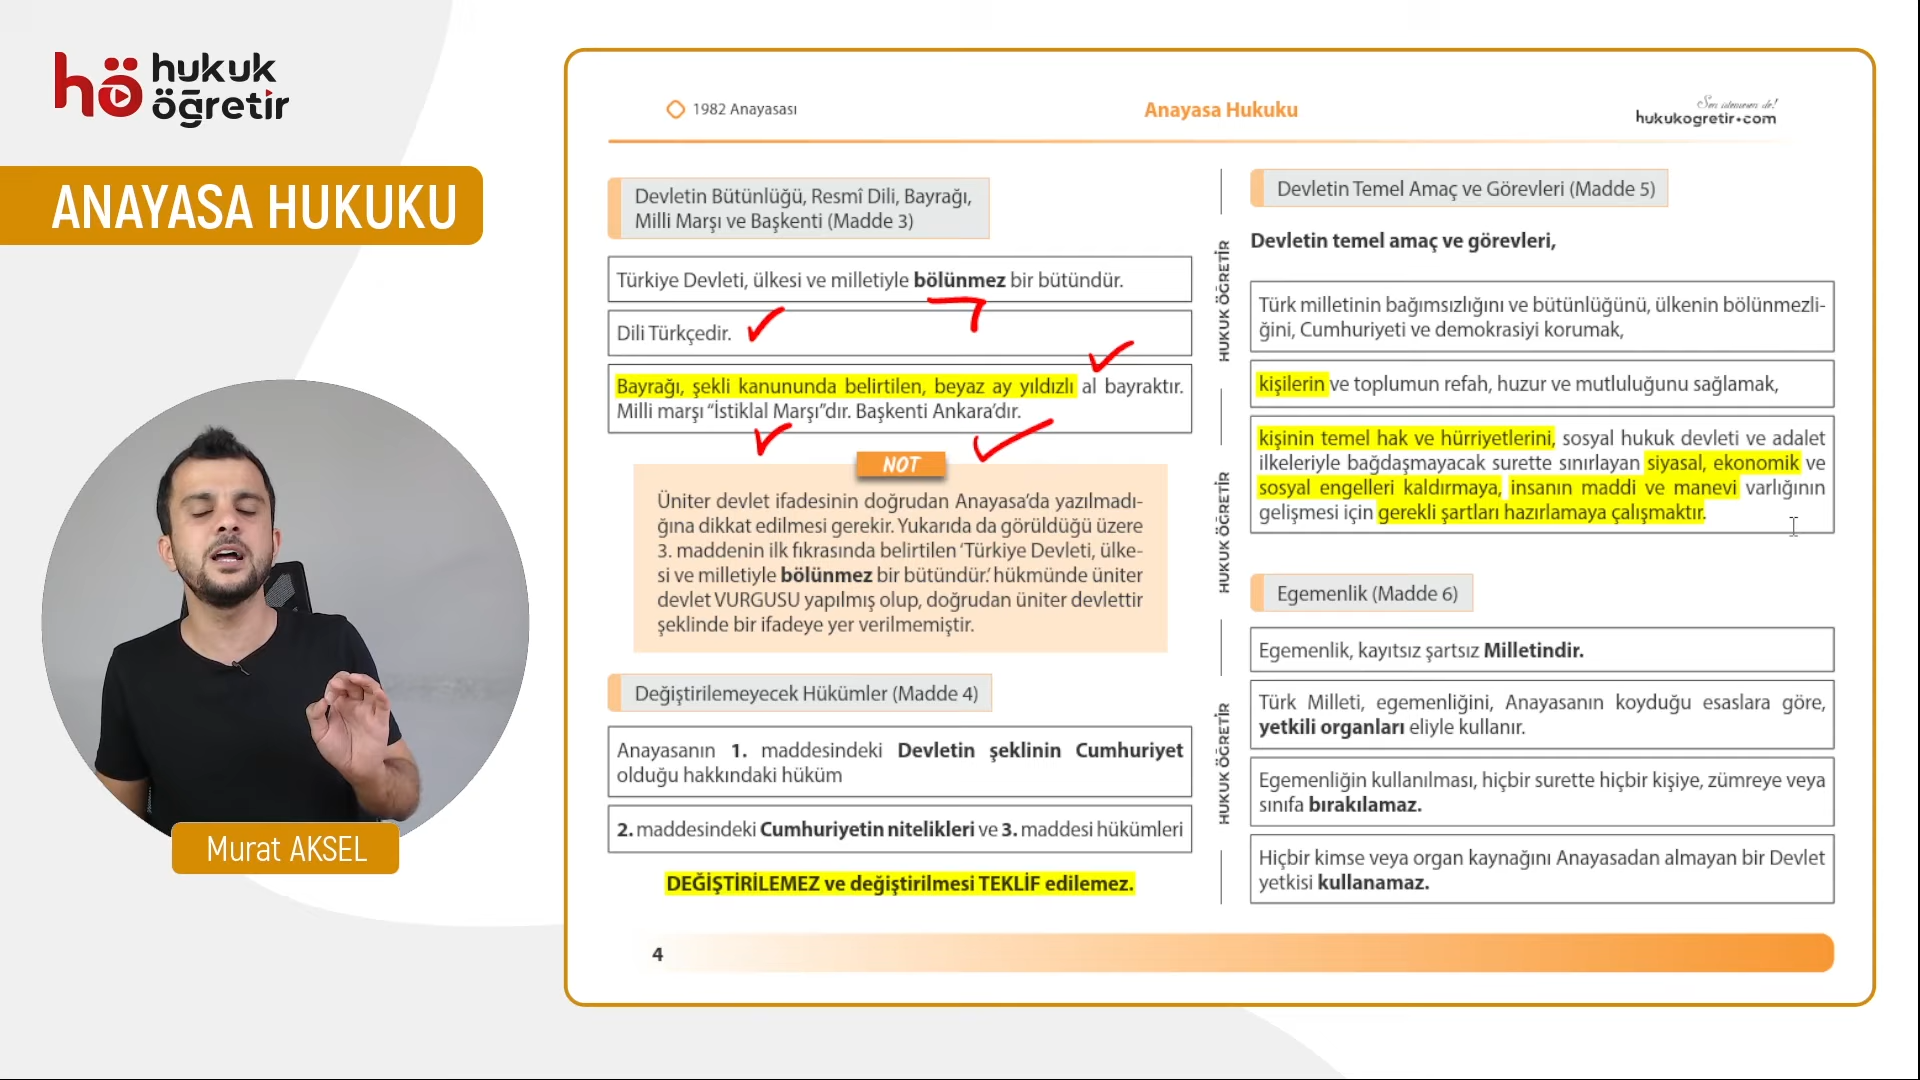 hö hukuk
öğretir
ANAYASA HUKUKU
Murat AKSEL
1982 Anayasası
Anayasa Hukuku
hukukogretir•com
Devletin Bütünlüğü, Resmî Dili, Bayrağı,
Milli Marşı ve Başkenti (Madde 3)
Türkiye Devleti, ülkesi ve milletiyle bölünmez bir bütündür.
Dili Türkçedir.
Bayrağı, şekli kanununda belirtilen, beyaz ay yıldızlı al bayraktır.
Milli marşı “İstiklal Marşı”dır. Başkenti Ankara’dır.
NOT
Üniter devlet ifadesinin doğrudan Anayasa’da yazılmadı-
ğına dikkat edilmesi gerekir. Yukarıda da görüldüğü üzere
3. maddenin ilk fıkrasında belirtilen ‘Türkiye Devleti, ülke-
si ve milletiyle bölünmez bir bütündür.’ hükmünde üniter
devlet VURGUSU yapılmış olup, doğrudan üniter devlettir
şeklinde bir ifadeye yer verilmemiştir.
Değiştirilemeyecek Hükümler (Madde 4)
Anayasanın 1. maddesindeki Devletin şeklinin Cumhuriyet
olduğu hakkındaki hüküm
2. maddesindeki Cumhuriyetin nitelikleri ve 3. maddesi hükümleri
DEĞİŞTİRİLEMEZ ve değiştirilmesi TEKLİF edilemez.
HUKUK ÖĞRETİR
HUKUK ÖĞRETİR
HUKUK ÖĞRETİR
Devletin Temel Amaç ve Görevleri (Madde 5)
Devletin temel amaç ve görevleri,
Türk milletinin bağımsızlığını ve bütünlüğünü, ülkenin bölünmezli-
ğini, Cumhuriyeti ve demokrasiyi korumak,
kişilerin ve toplumun refah, huzur ve mutluluğunu sağlamak,
kişinin temel hak ve hürriyetlerini, sosyal hukuk devleti ve adalet
ilkeleriyle bağdaşmayacak surette sınırlayan siyasal, ekonomik ve
sosyal engelleri kaldırmaya, insanın maddi ve manevi varlığının
gelişmesi için gerekli şartları hazırlamaya çalışmaktır.
Egemenlik (Madde 6)
Egemenlik, kayıtsız şartsız Milletindir.
Türk Milleti, egemenliğini, Anayasanın koyduğu esaslara göre,
yetkili organları eliyle kullanır.
Egemenliğin kullanılması, hiçbir surette hiçbir kişiye, zümreye veya
sınıfa bırakılamaz.
Hiçbir kimse veya organ kaynağını Anayasadan almayan bir Devlet
yetkisi kullanamaz.
4